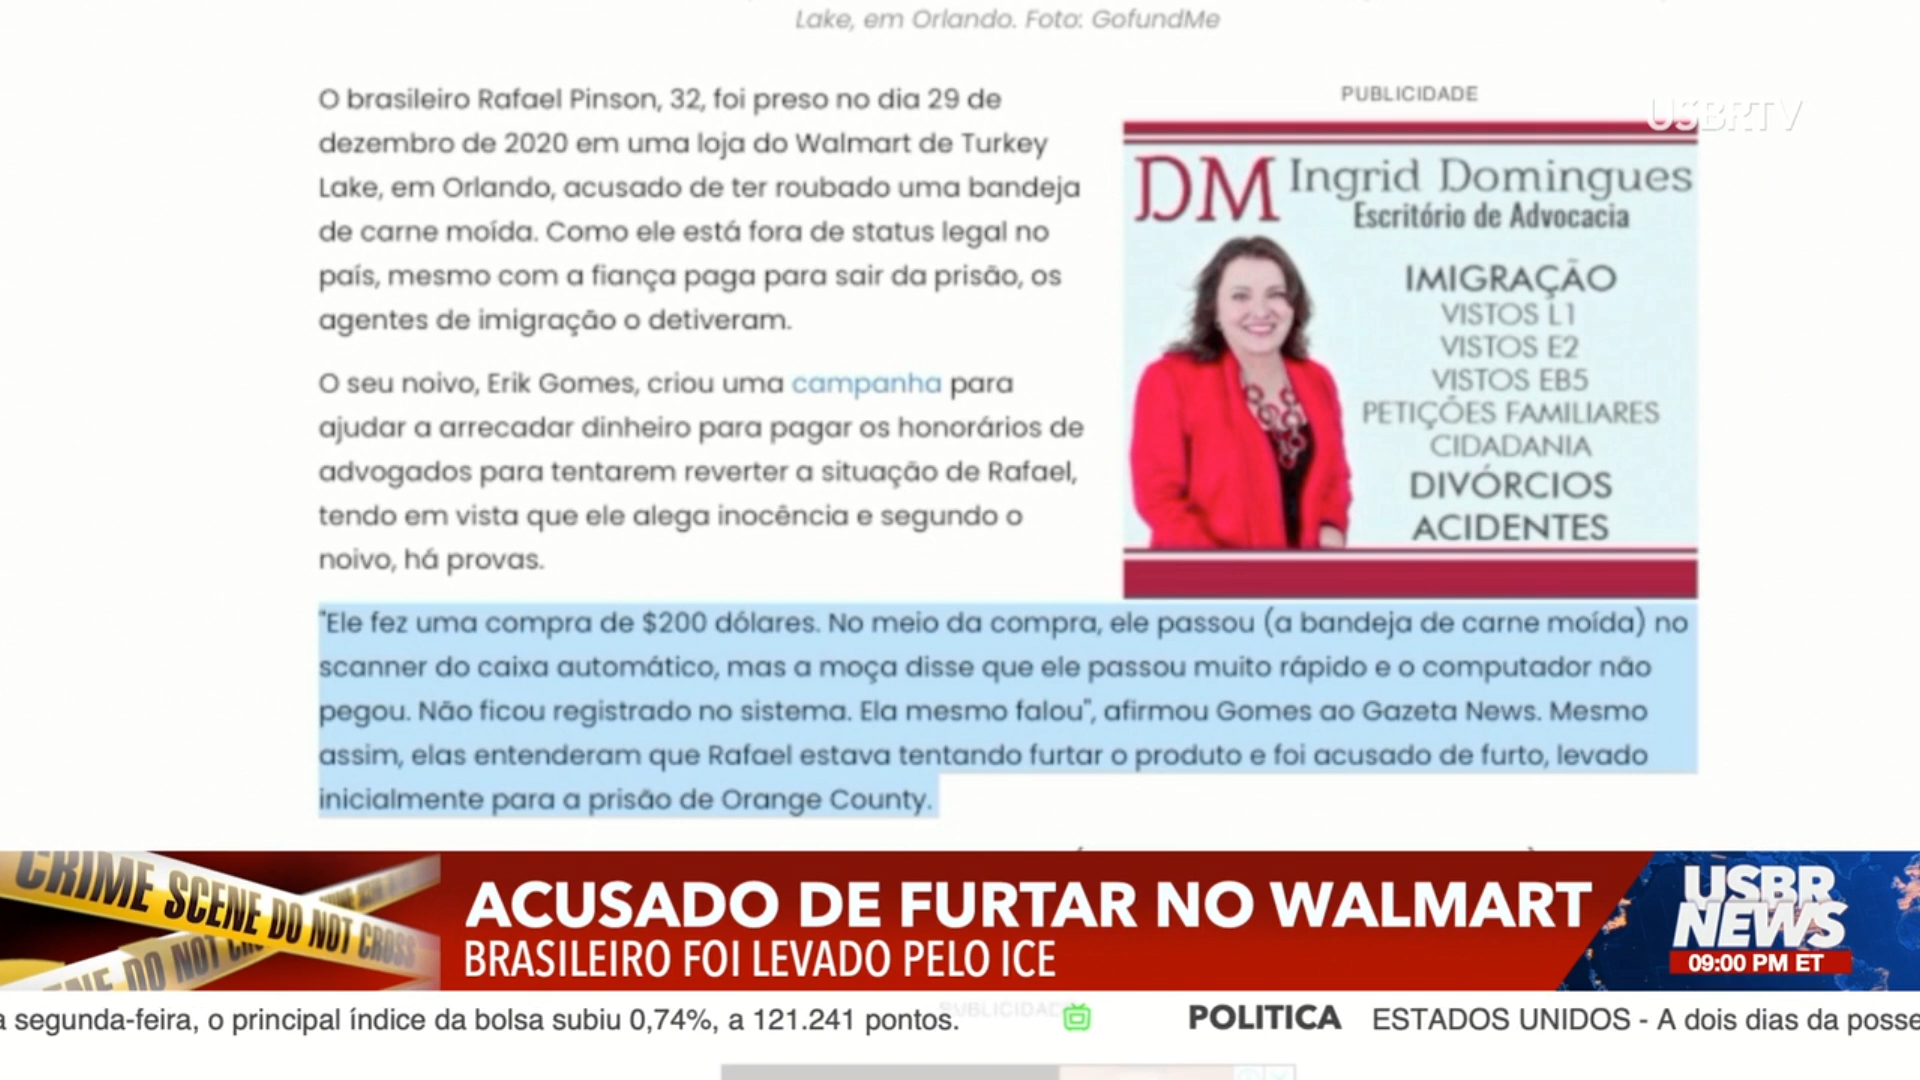 Lake, em Orlando. Foto: GofundMe
O brasileiro Rafael Pinson, 32, foi preso no dia 29 de
dezembro de 2020 em uma loja do Walmart de Turkey
Lake, em Orlando, acusado de ter roubado uma bandeja
de carne moída. Como ele está fora de status legal no
país, mesmo com a fiança paga para sair da prisão, os
agentes de imigração o detiveram.
O seu noivo, Erik Gomes, criou uma campanha para
ajudar a arrecadar dinheiro para pagar os honorários de
advogados para tentarem reverter a situação de Rafael,
tendo em vista que ele alega inocência e segundo o
noivo, há provas.
PUBLICIDADE
USBRTV
DM Ingrid Domingues
Escritório de Advocacia
IMIGRAÇÃO
VISTOS L1
VISTOS E2
VISTOS EB5
PETIÇÕES FAMILIARES
CIDADANIA
DIVÓRCIOS
ACIDENTES
"Ele fez uma compra de $200 dólares. No meio da compra, ele passou (a bandeja de carne moída) no
scanner do caixa automático, mas a moça disse que ele passou muito rápido e o computador não
pegou. Não ficou registrado no sistema. Ela mesmo falou", afirmou Gomes ao Gazeta News. Mesmo
assim, elas entenderam que Rafael estava tentando furtar o produto e foi acusado de furto, levado
inicialmente para a prisão de Orange County.
CRIME SCENE DO NOT CROSS
ENE DO NOT
ACUSADO DE FURTAR NO WALMART
BRASILEIRO FOI LEVADO PELO ICE
USBR
NEWS
09:00 PM ET
PUBLICIDADE
a segunda-feira, o principal índice da bolsa subiu 0,74%, a 121.241 pontos. POLITICA ESTADOS UNIDOS - A dois dias da posse